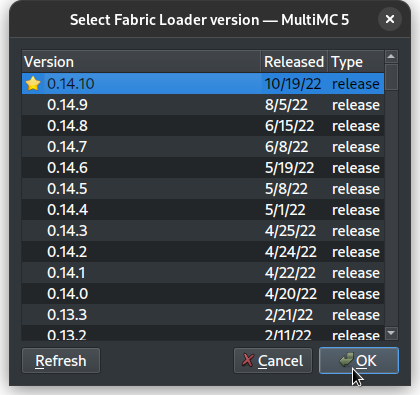 Select Fabric Loader version — MultiMC 5
Version Released Type
0.14.10 10/19/22 release
0.14.9 8/5/22 release
0.14.8 6/15/22 release
0.14.7 6/8/22 release
0.14.6 5/19/22 release
0.14.5 5/8/22 release
0.14.4 5/1/22 release
0.14.3 4/25/22 release
0.14.2 4/24/22 release
0.14.1 4/22/22 release
0.14.0 4/20/22 release
0.13.3 2/21/22 release
0.13.2 2/11/22 release
Refresh Cancel OK